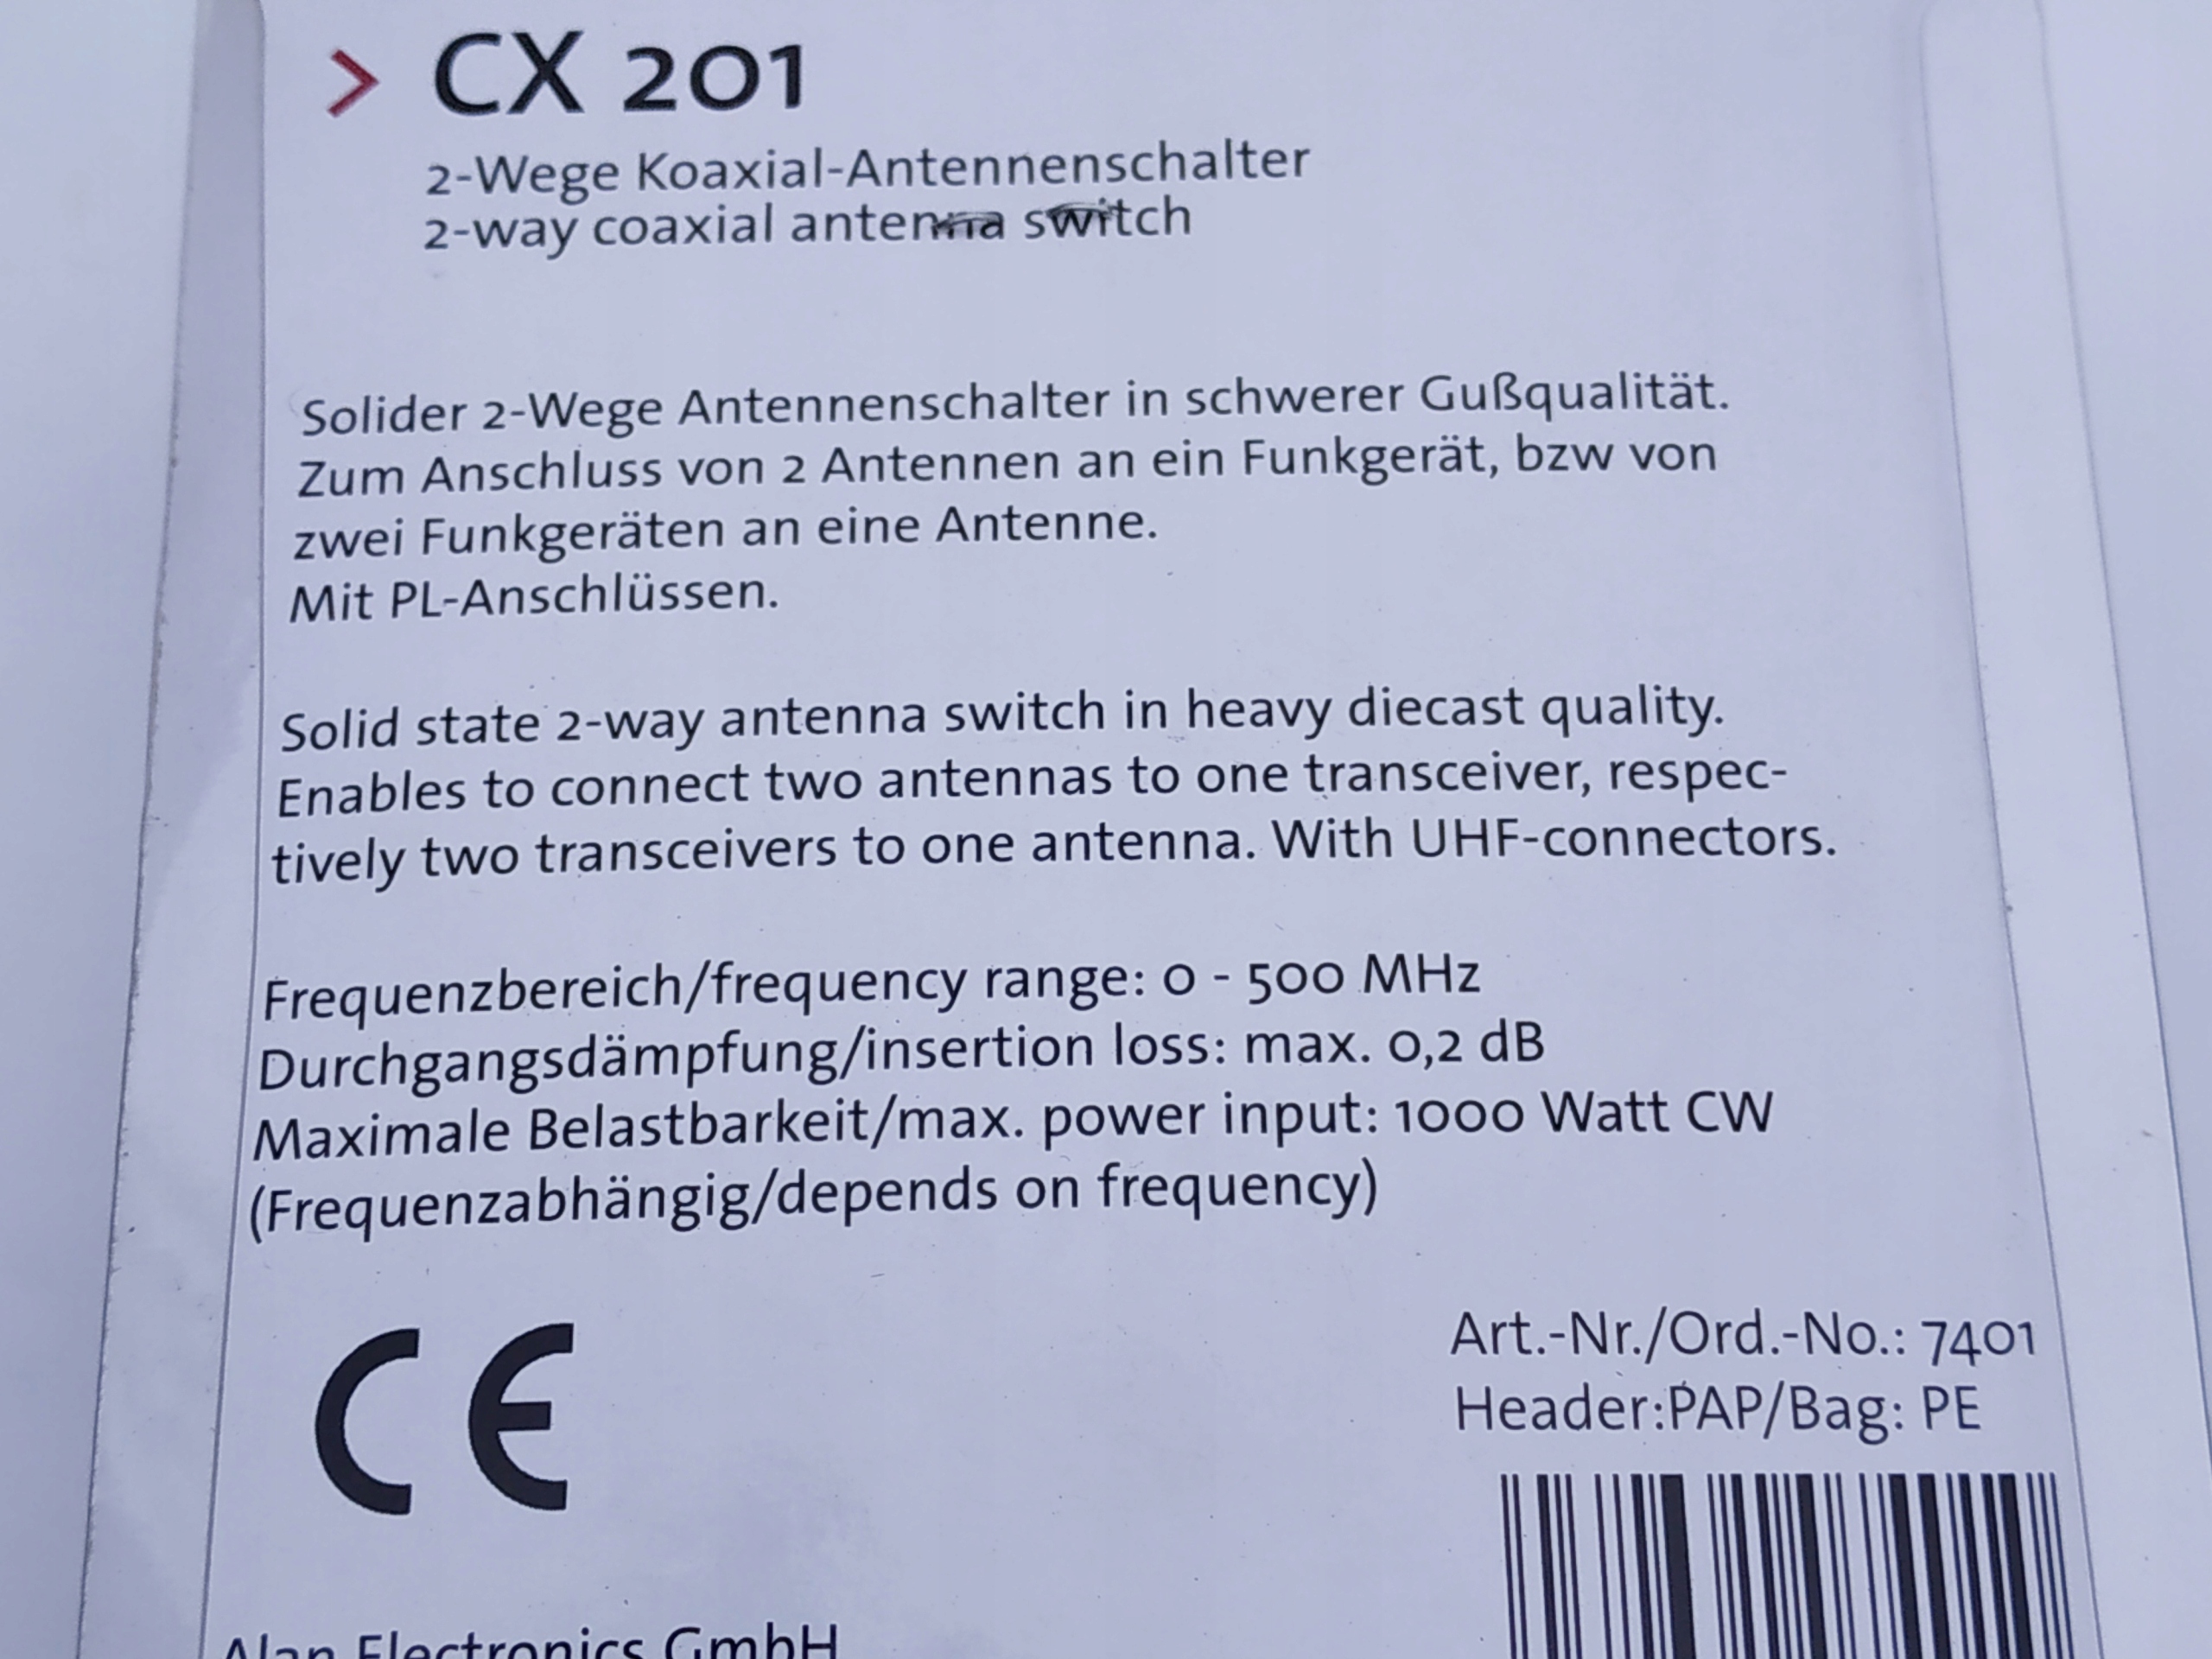 > CX 201
2-Wege Koaxial-Antennenschalter
2-way coaxial antenna switch
Solider 2-Wege Antennenschalter in schwerer Gußqualität.
Zum Anschluss von 2 Antennen an ein Funkgerät, bzw von
zwei Funkgeräten an eine Antenne.
Mit PL-Anschlüssen.
Solid state 2-way antenna switch in heavy diecast quality.
Enables to connect two antennas to one transceiver, respec-
tively two transceivers to one antenna. With UHF-connectors.
Frequenzbereich/frequency range: 0 - 500 MHz
Durchgangsdämpfung/insertion loss: max. 0,2 dB
Maximale Belastbarkeit/max. power input: 1000 Watt CW
(Frequenzabhängig/depends on frequency)
CE
Art.-Nr./Ord.-No.: 7401
Header:PAP/Bag: PE
Alan Electronics GmbH